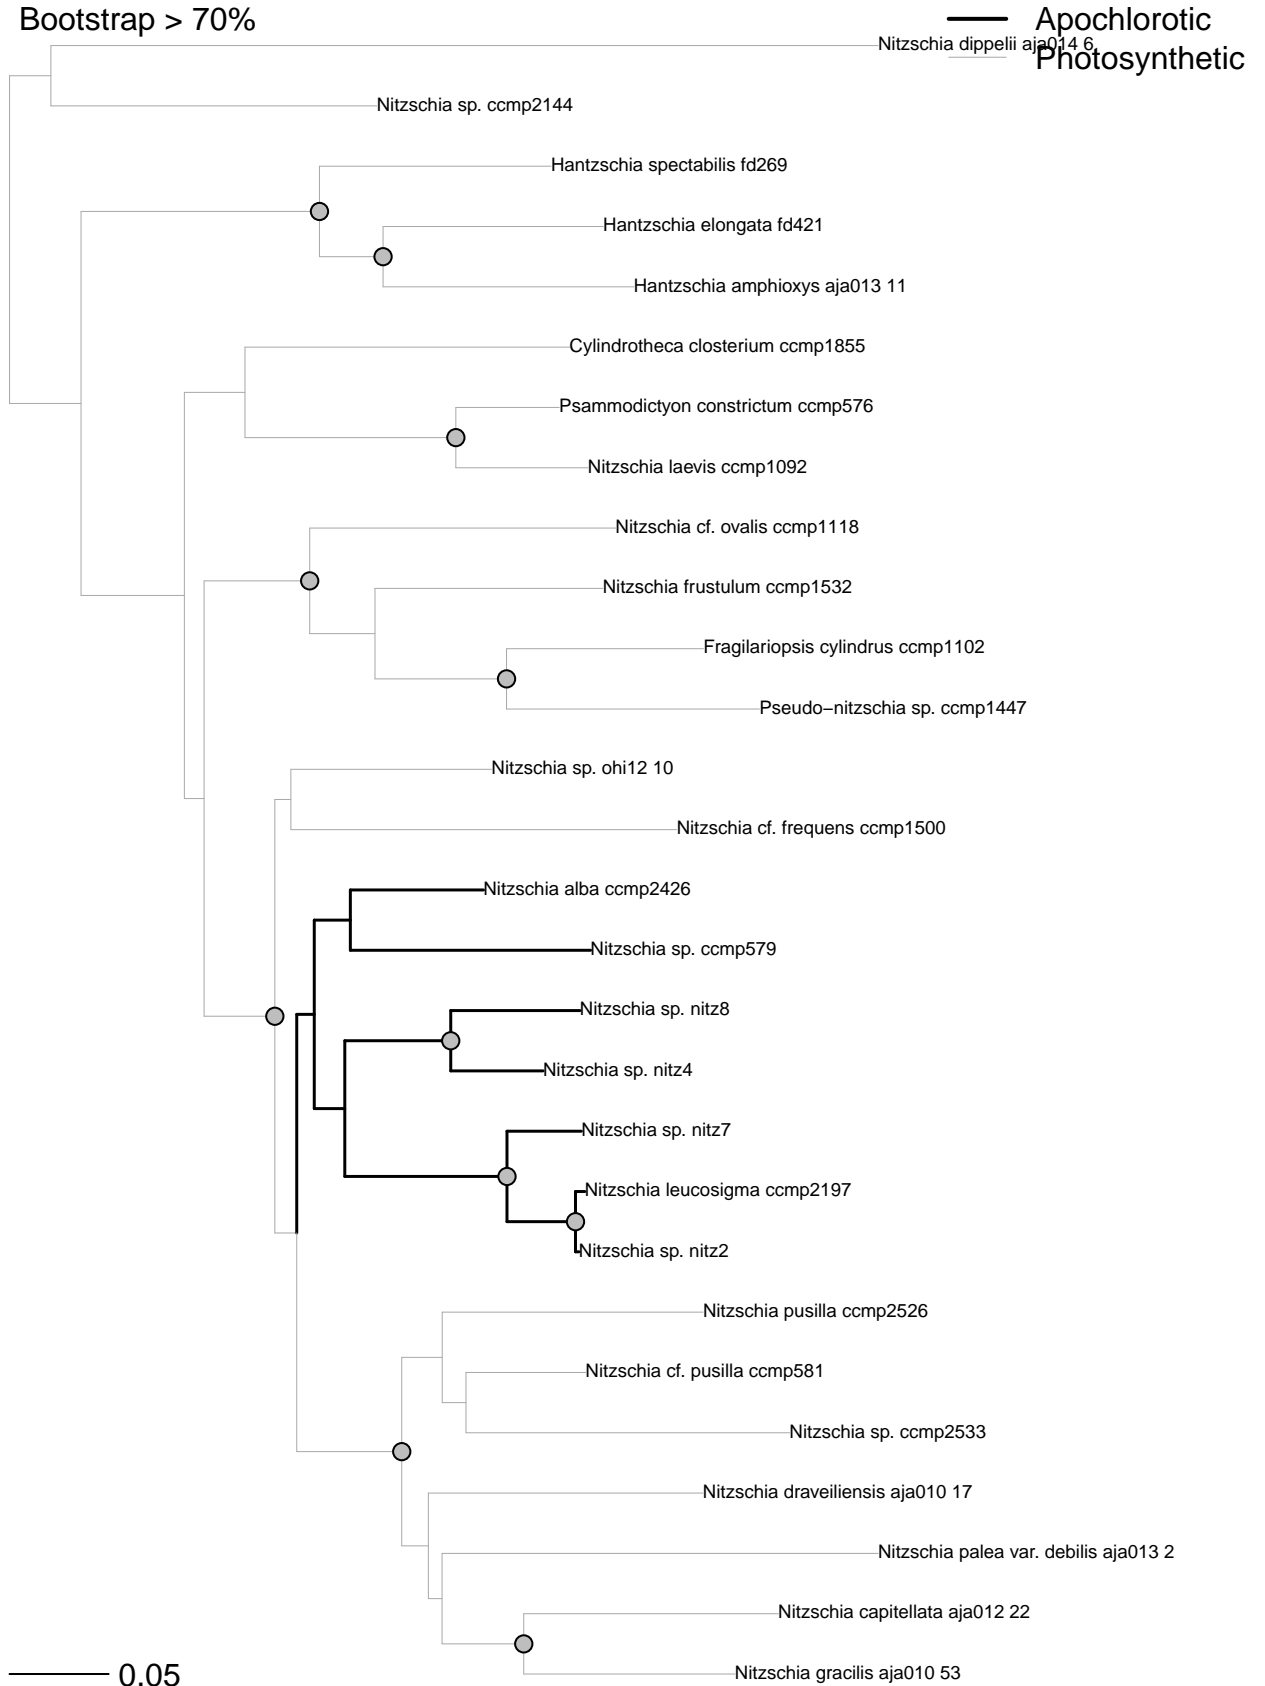 Bootstrap > 70%
Apochlorotic
Nitzschia dippelii aja014 6
Photosynthetic
Nitzschia sp. ccmp2144
Hantzschia spectabilis fd269
Hantzschia elongata fd421
Hantzschia amphioxys aja013 11
Cylindrotheca closterium ccmp1855
Psammodictyon constrictum ccmp576
Nitzschia laevis ccmp1092
Nitzschia cf. ovalis ccmp1118
Nitzschia frustulum ccmp1532
Fragilariopsis cylindrus ccmp1102
Pseudo−nitzschia sp. ccmp1447
Nitzschia sp. ohi12 10
Nitzschia cf. frequens ccmp1500
Nitzschia alba ccmp2426
Nitzschia sp. ccmp579
Nitzschia sp. nitz8
Nitzschia sp. nitz4
Nitzschia sp. nitz7
Nitzschia leucosigma ccmp2197
Nitzschia sp. nitz2
Nitzschia pusilla ccmp2526
Nitzschia cf. pusilla ccmp581
Nitzschia sp. ccmp2533
Nitzschia draveiliensis aja010 17
Nitzschia palea var. debilis aja013 2
Nitzschia capitellata aja012 22
Nitzschia gracilis aja010 53
0.05